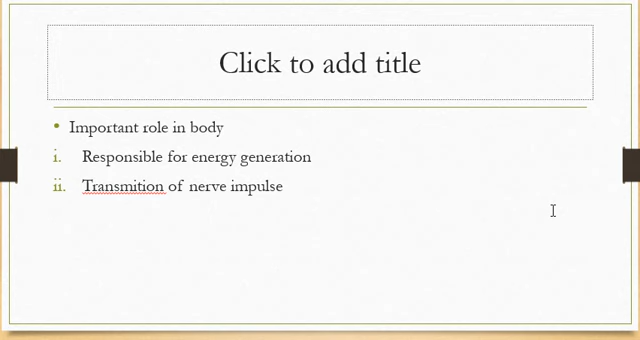 Click to add title
• Important role in body
i. Responsible for energy generation
ii. Transmition of nerve impulse